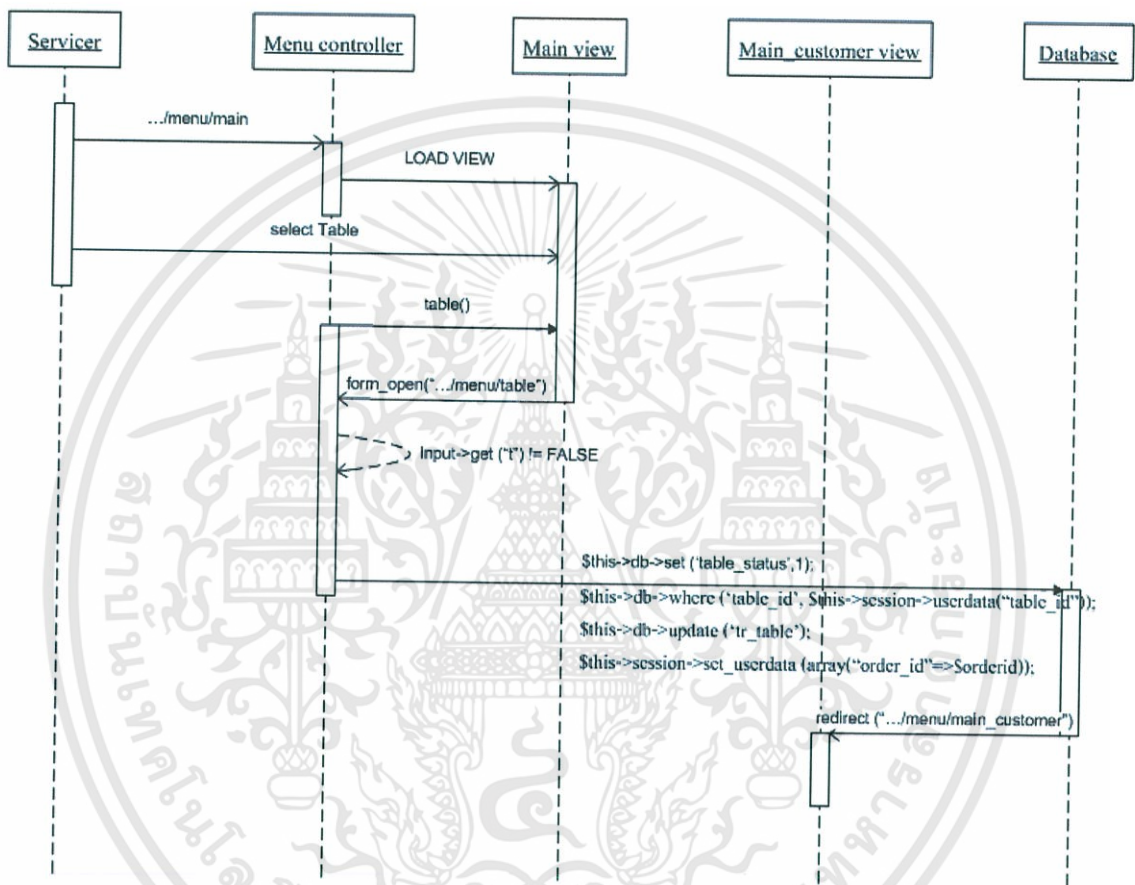 Servicer
Menu controller
Main view
Main_customer view
Database
.../menu/main
LOAD VIEW
select Table
table()
form_open(".../menu/table")
Input->get ("t") != FALSE
$this->db->set ('table_status',1);
$this->db->where ('table_id', $this->session->userdata("table_id"));
$this->db->update ('tr_table');
$this->session->set_userdata (array("order_id"=>$orderid));
redirect (".../menu/main_customer")